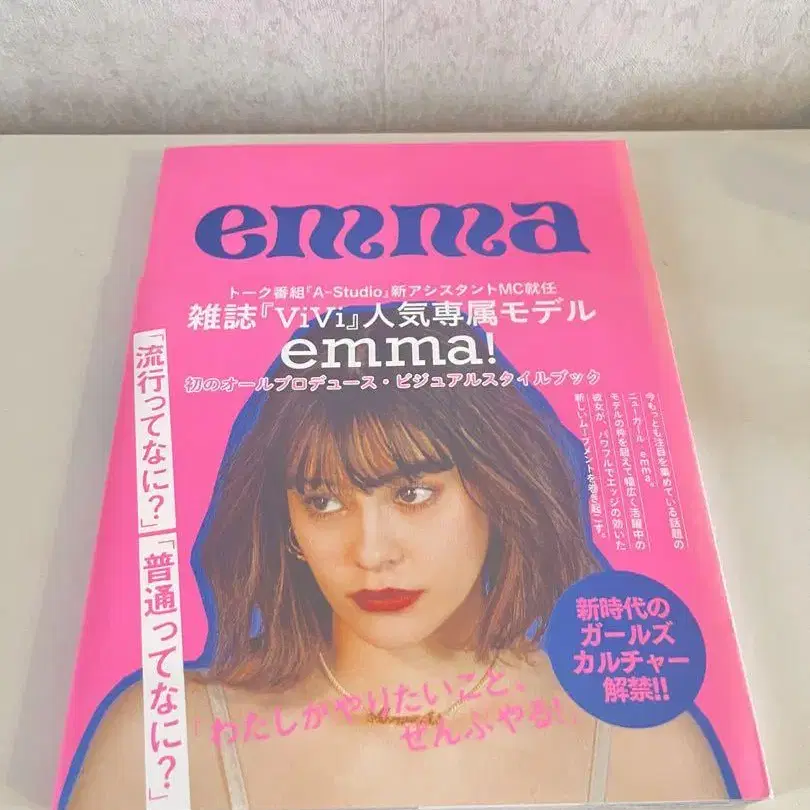 emma
トーク番組『A-Studio』新アシスタントMC就任
雑誌『ViVi』人気専属モデル
emma!
初のオールプロデュース・ビジュアルスタイルブック
今もっとも注目を集めている話題の
ニューガール emma。
モデルの枠を超えて幅広く活躍中の
彼女が、パワフルでエッジの効いた
新しいムーブメントを巻き起こす。
「流行ってなに?」
「普通ってなに?」
新時代の
ガールズ
カルチャー
解禁!!
「わたしがやりたいこと、
ぜんぶやる!」